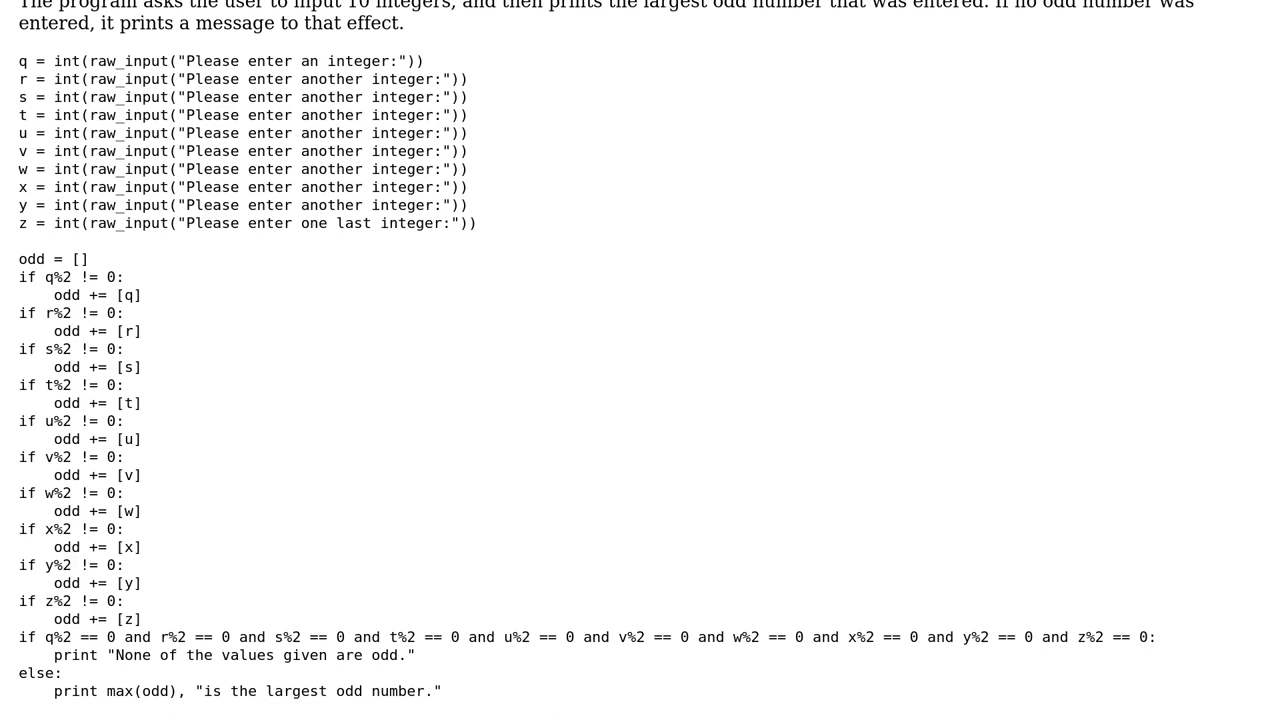 The program asks the user to input 10 integers, and then prints the largest odd number that was entered. If no odd number was
entered, it prints a message to that effect.
q = int(raw_input("Please enter an integer:"))
r = int(raw_input("Please enter another integer:"))
s = int(raw_input("Please enter another integer:"))
t = int(raw_input("Please enter another integer:"))
u = int(raw_input("Please enter another integer:"))
v = int(raw_input("Please enter another integer:"))
w = int(raw_input("Please enter another integer:"))
x = int(raw_input("Please enter another integer:"))
y = int(raw_input("Please enter another integer:"))
z = int(raw_input("Please enter one last integer:"))

odd = []
if q%2 != 0:
    odd += [q]
if r%2 != 0:
    odd += [r]
if s%2 != 0:
    odd += [s]
if t%2 != 0:
    odd += [t]
if u%2 != 0:
    odd += [u]
if v%2 != 0:
    odd += [v]
if w%2 != 0:
    odd += [w]
if x%2 != 0:
    odd += [x]
if y%2 != 0:
    odd += [y]
if z%2 != 0:
    odd += [z]
if q%2 == 0 and r%2 == 0 and s%2 == 0 and t%2 == 0 and u%2 == 0 and v%2 == 0 and w%2 == 0 and x%2 == 0 and y%2 == 0 and z%2 == 0:
    print "None of the values given are odd."
else:
    print max(odd), "is the largest odd number."